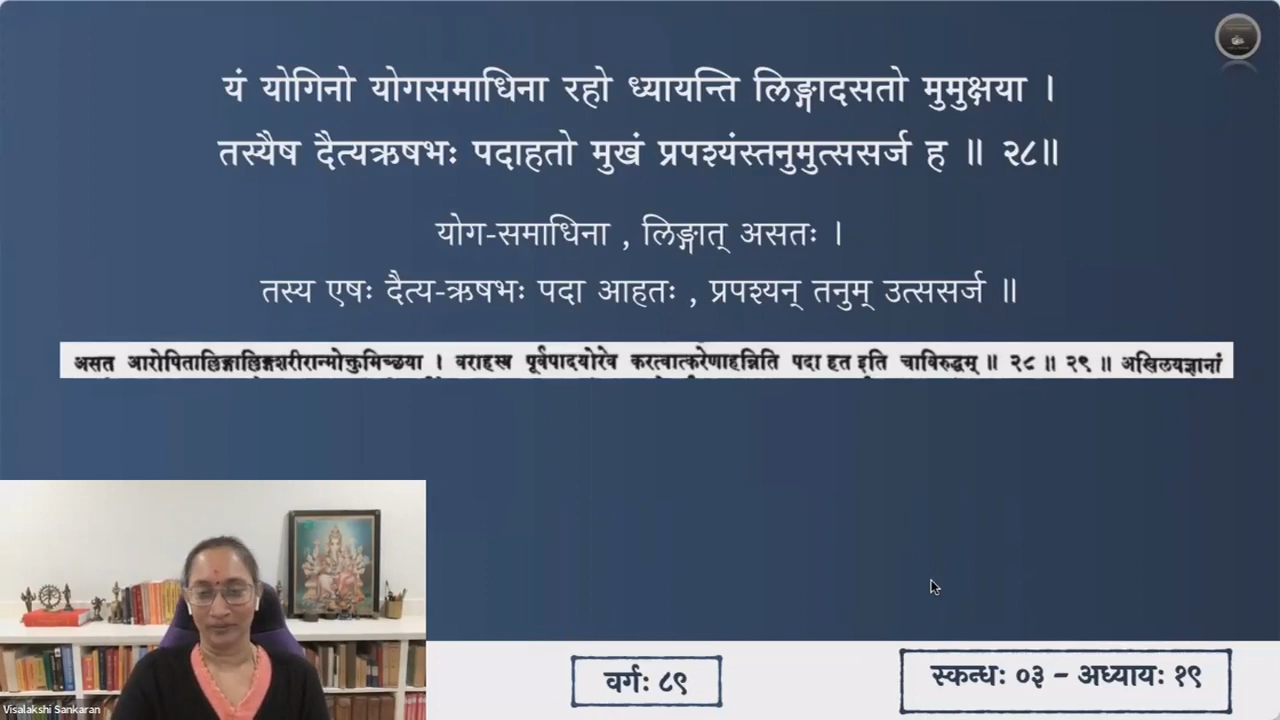 यं योगिनो योगसमाधिना रहो ध्यायन्ति लिङ्गादसतो मुमुक्षया ।
तस्यैष दैत्यऋषभः पदाहतो मुखं प्रपश्यंस्तनुमुत्ससर्ज ह ॥ २८॥
योग-समाधिना , लिङ्गात् असतः ।
तस्य एषः दैत्य-ऋषभः पदा आहतः , प्रपश्यन् तनुम् उत्ससर्ज ॥
असत आरोपिताल्लिङ्गाल्लिङ्गशरीरान्मोक्तुमिच्छया । वराहस्य पूर्वपादयोरेव करत्वात्करेणाहन्निति पदा हत इति चाविरुद्धम् ॥ २८ ॥ २९ ॥ अखिलयज्ञानां
Visalakshi Sankaran
वर्गः ८९
स्कन्धः ०३ - अध्यायः १९